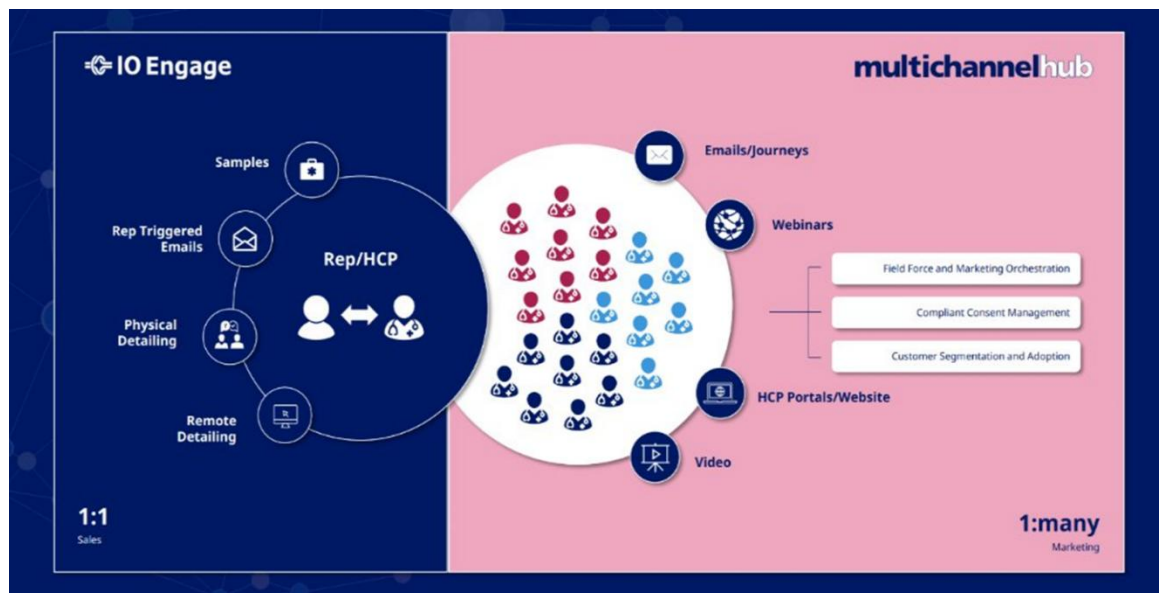 IO Engage
Samples
Rep Triggered
Emails
Physical
Detailing
Remote
Detailing
Rep/HCP
1:1
Sales
multichannelhub
Emails/Journeys
Webinars
Field Force and Marketing Orchestration
Compliant Consent Management
Customer Segmentation and Adoption
HCP Portals/Website
Video
1:many
Marketing